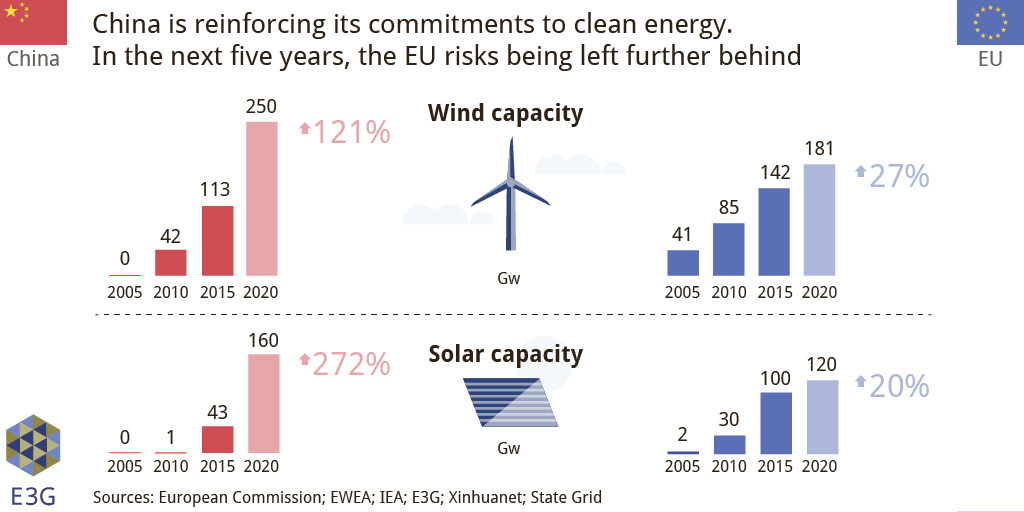 China is reinforcing its commitments to clean energy.
In the next five years, the EU risks being left further behind
China
EU
Wind capacity
250
121%
113
42
0
2005 2010 2015 2020
Gw
181
27%
142
85
41
2005 2010 2015 2020
Solar capacity
160
272%
43
0 1
2005 2010 2015 2020
Gw
120
20%
100
30
2
2005 2010 2015 2020
E3G
Sources: European Commission; EWEA; IEA; E3G; Xinhuanet; State Grid